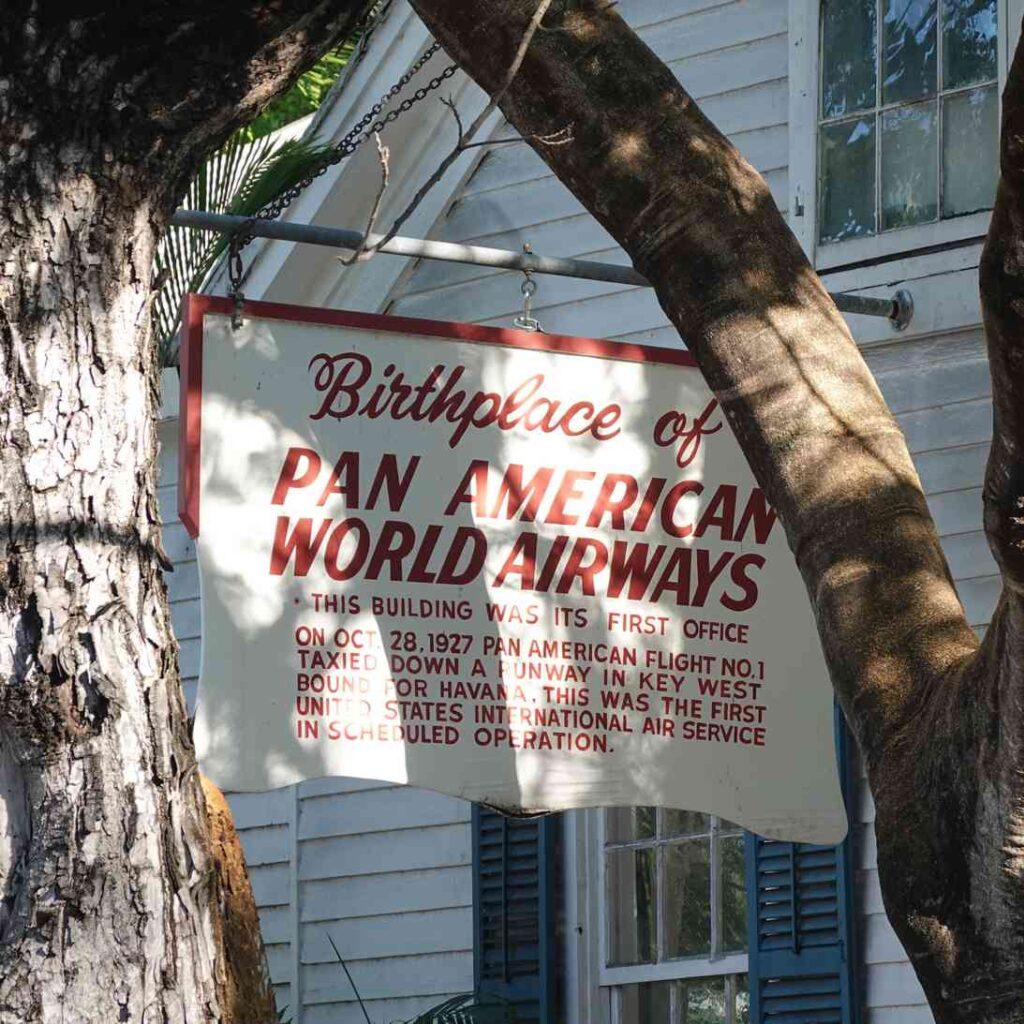 Birthplace of
PAN AMERICAN
WORLD AIRWAYS
· THIS BUILDING WAS ITS FIRST OFFICE
ON OCT. 28, 1927 PAN AMERICAN FLIGHT NO. 1
TAXIED DOWN A RUNWAY IN KEY WEST
BOUND FOR HAVANA. THIS WAS THE FIRST
UNITED STATES INTERNATIONAL AIR SERVICE
IN SCHEDULED OPERATION.